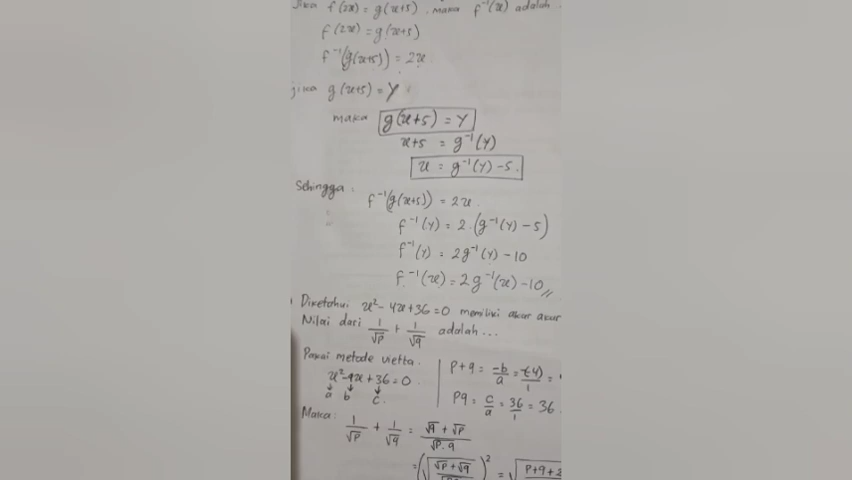 Jika f(2x) = g(x+5), maka f⁻¹(x) adalah
f(2x) = g(x+5)
f⁻¹(g(x+5)) = 2x.
jika g(x+5) = Y
maka g(x+5) = Y
x+5 = g⁻¹(Y)
x = g⁻¹(Y) - 5.
Sehingga:
f⁻¹(g(x+5)) = 2x.
f⁻¹(Y) = 2.(g⁻¹(Y) - 5)
f⁻¹(Y) = 2g⁻¹(Y) - 10
f⁻¹(x) = 2g⁻¹(x) - 10 //
Diketahui x² - 4x + 36 = 0 memiliki akar akar
Nilai dari 1/√P + 1/√q adalah ...
Pakai metode vietta.
x² - 4x + 36 = 0.
a b c.
P + q = -b/a = -(-4)/1 =
Pq = c/a = 36/1 = 36.
Maka:
1/√P + 1/√q = (√q + √P)/√P.q
= (√(√P + √q
)² = √(P+q+2